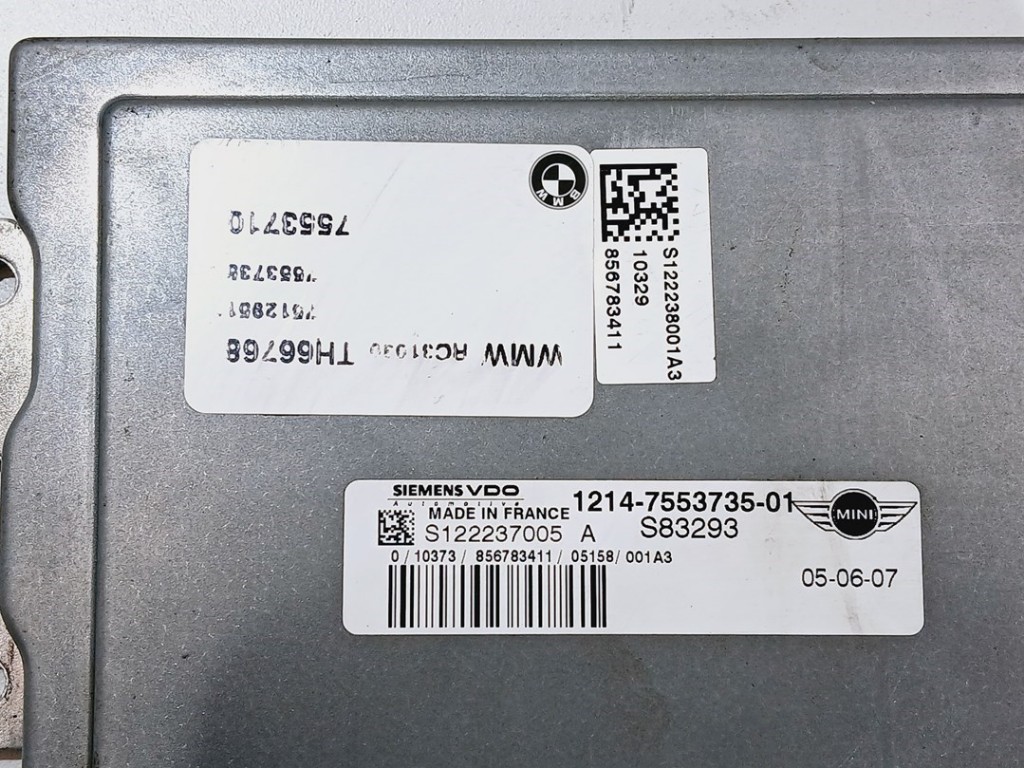 BMW
WMW RC31030 TH66768
7512951
7553738
7553710
S122238001A3
10329
856783411
SIEMENS VDO
Automotive
MADE IN FRANCE
1214-7553735-01
MINI
S122237005 A S83293
0/10373/856783411/05158/001A3
05-06-07